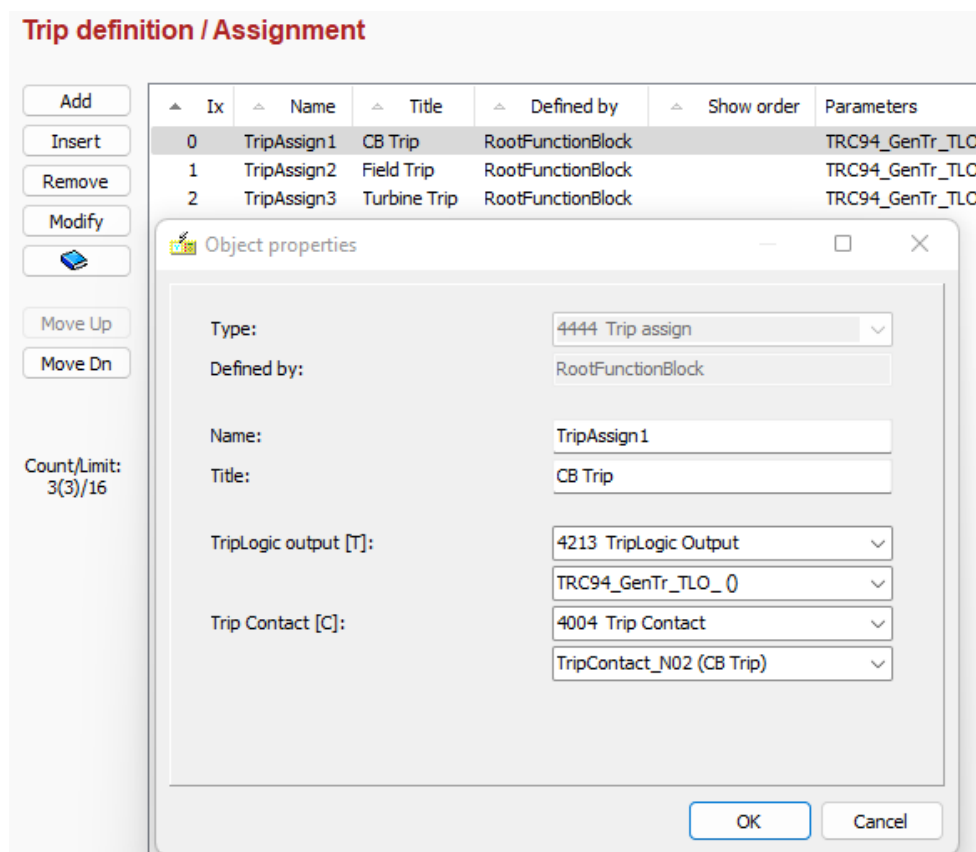 Trip definition / Assignment
Add
Insert
Remove
Modify
Move Up
Move Dn
Count/Limit:
3(3)/16
Ix Name Title Defined by Show order Parameters
0 TripAssign1 CB Trip RootFunctionBlock TRC94_GenTr_TLO
1 TripAssign2 Field Trip RootFunctionBlock TRC94_GenTr_TLO
2 TripAssign3 Turbine Trip RootFunctionBlock TRC94_GenTr_TLO
Object properties
Type: 4444 Trip assign
Defined by: RootFunctionBlock
Name: TripAssign1
Title: CB Trip
TripLogic output [T]: 4213 TripLogic Output
TRC94_GenTr_TLO_ ()
Trip Contact [C]: 4004 Trip Contact
TripContact_N02 (CB Trip)
OK Cancel